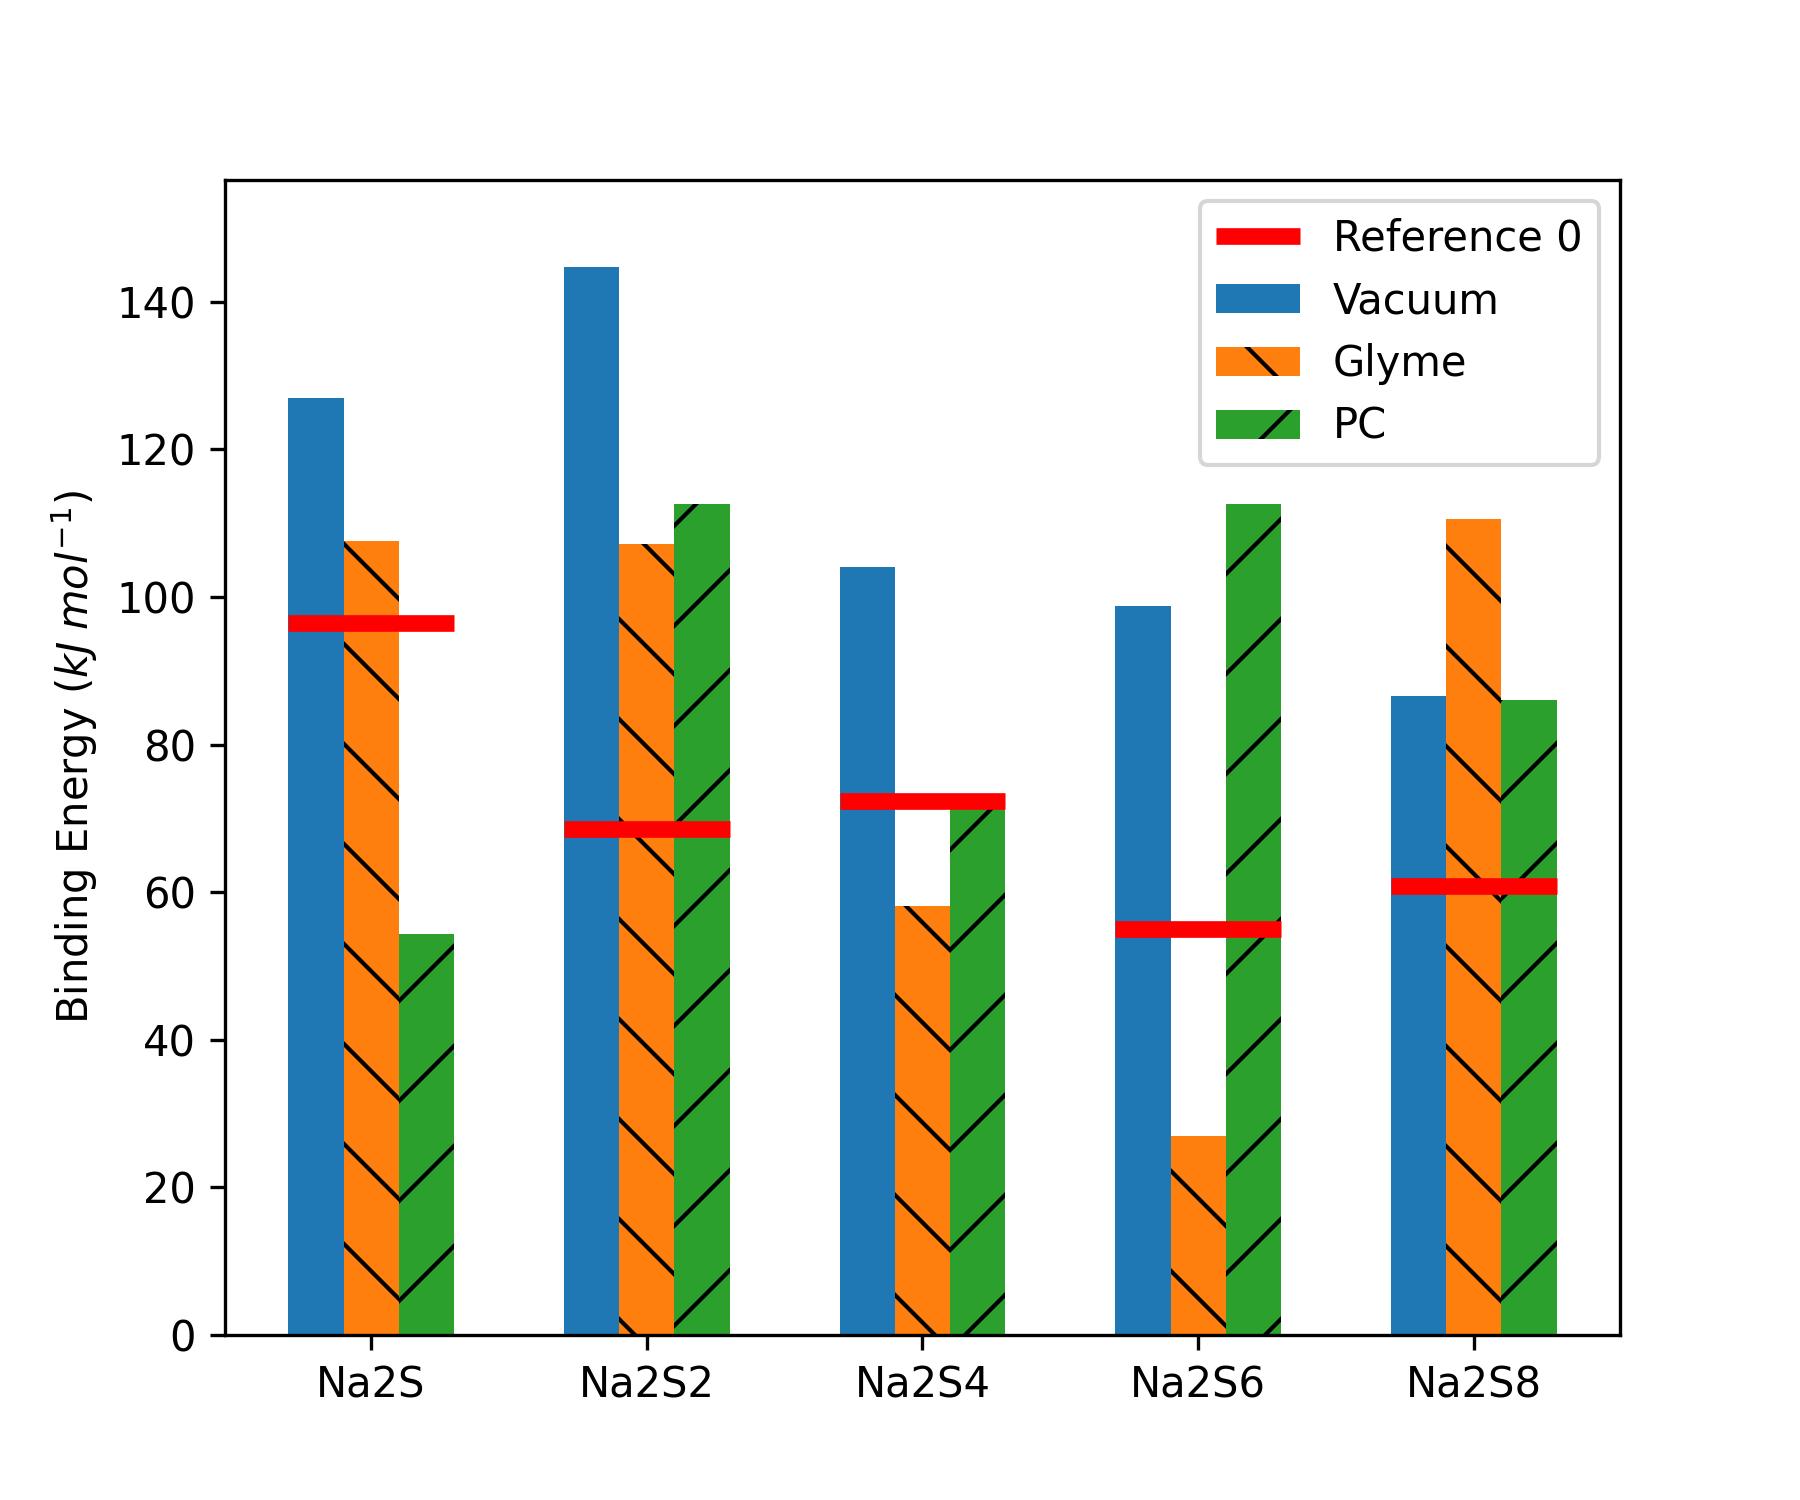 Reference 0
Vacuum
Glyme
PC
Binding Energy (kJ mol⁻¹)
140
120
100
80
60
40
20
0
Na2S Na2S2 Na2S4 Na2S6 Na2S8